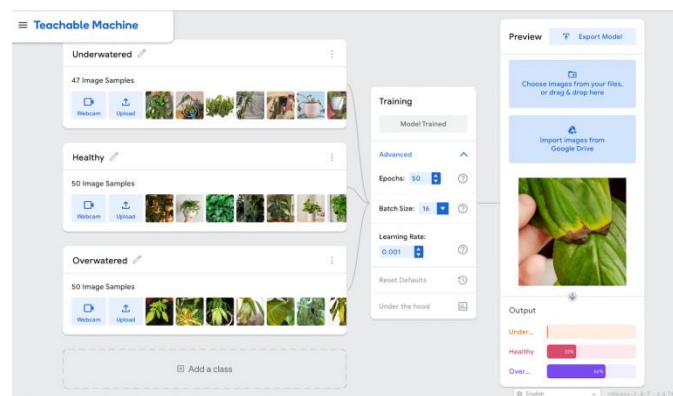 Teachable Machine
Underwatered
47 Image Samples
Webcam
Upload
Healthy
50 Image Samples
Webcam
Upload
Overwatered
50 Image Samples
Webcam
Upload
Add a class
Training
Model Trained
Advanced
Epochs: 50
Batch Size: 16
Learning Rate:
0.001
Reset Defaults
Under the hood
Preview
Export Model
Choose images from your files,
or drag & drop here
Import images from
Google Drive
Output
Under...
Healthy
Over...
English